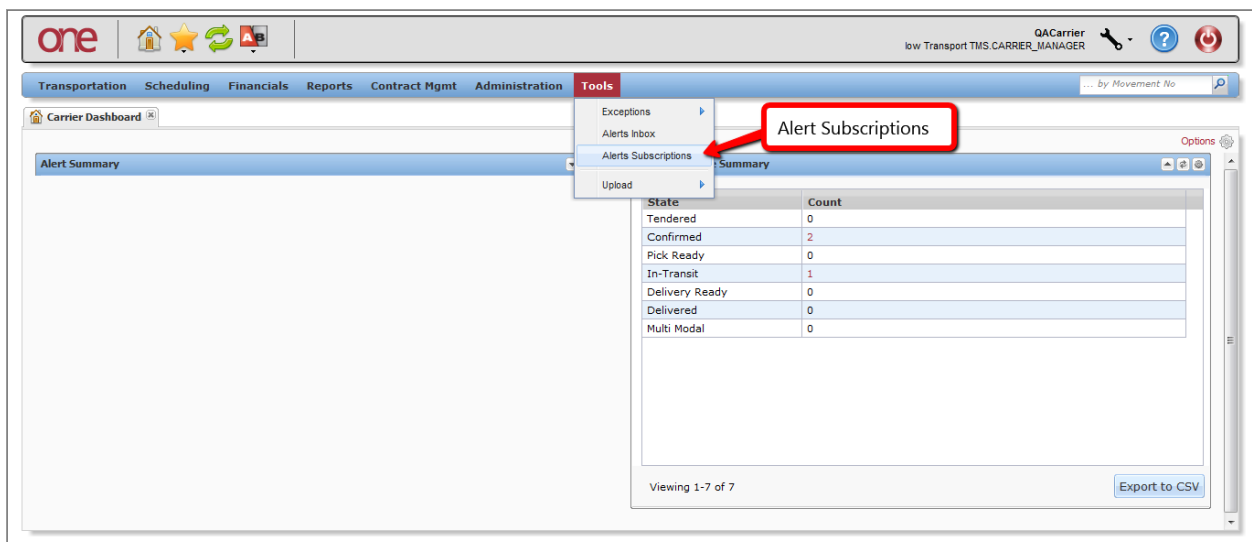 one
AB
QACarrier
low Transport TMS.CARRIER_MANAGER
?
Transportation Scheduling Financials Reports Contract Mgmt Administration Tools
... by Movement No
Carrier Dashboard
Exceptions
Alerts Inbox
Alerts Subscriptions
Upload
Alert Subscriptions
Options
Alert Summary
Summary
State Count
Tendered 0
Confirmed 2
Pick Ready 0
In-Transit 1
Delivery Ready 0
Delivered 0
Multi Modal 0
Viewing 1-7 of 7
Export to CSV